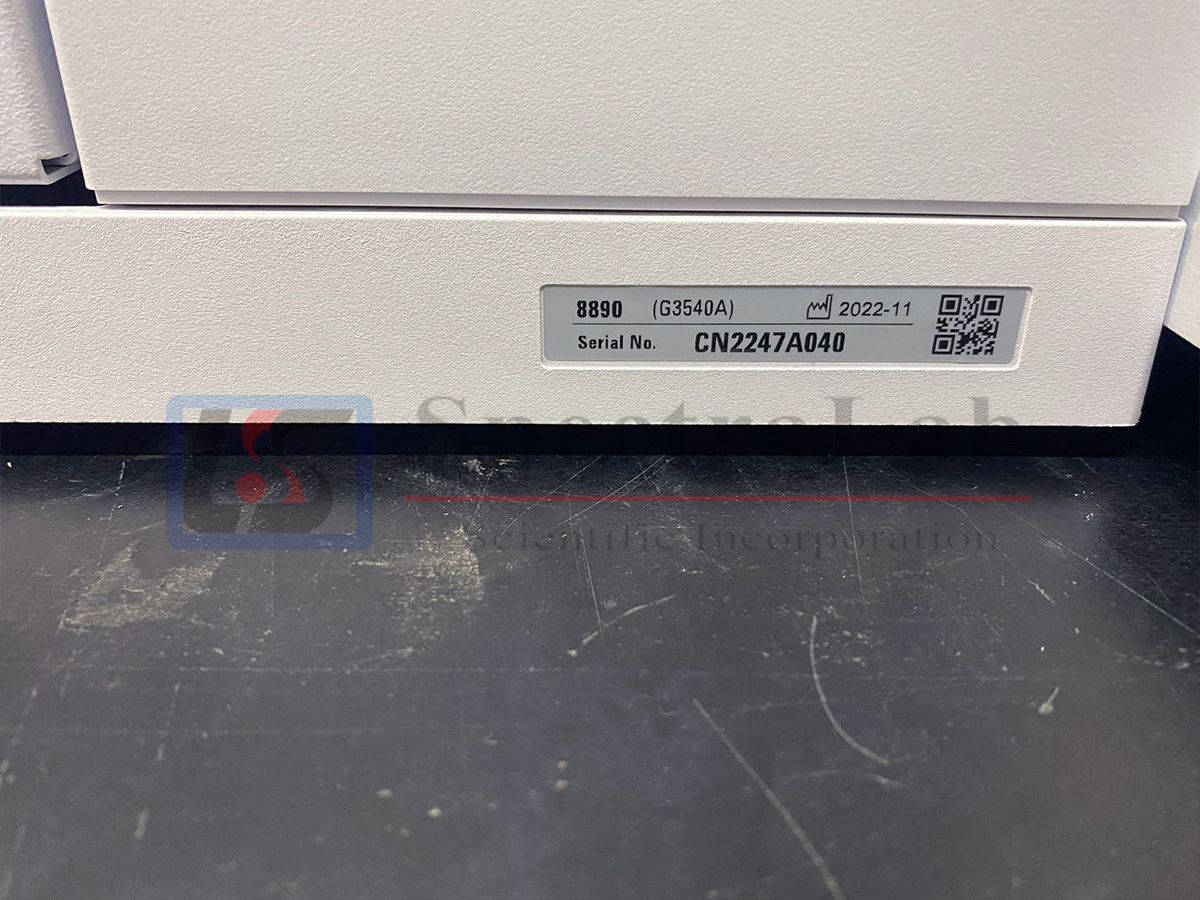 8890 (G3540A) 2022-11
Serial No. CN2247A040
SpectraLab
Scientific Incorporation